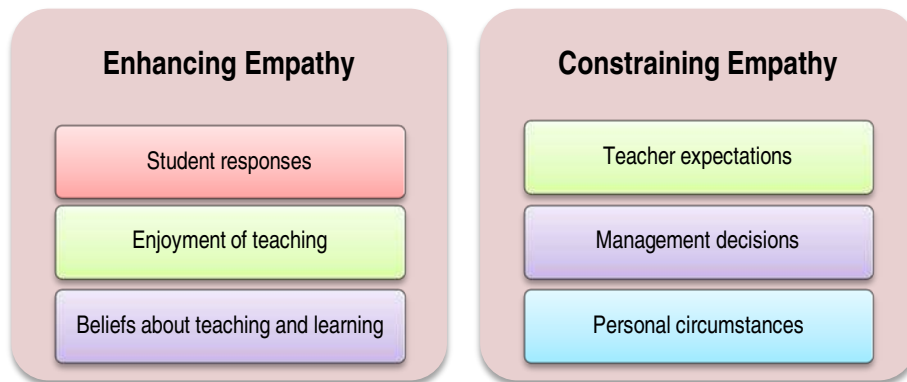 Enhancing Empathy
Student responses
Enjoyment of teaching
Beliefs about teaching and learning
Constraining Empathy
Teacher expectations
Management decisions
Personal circumstances